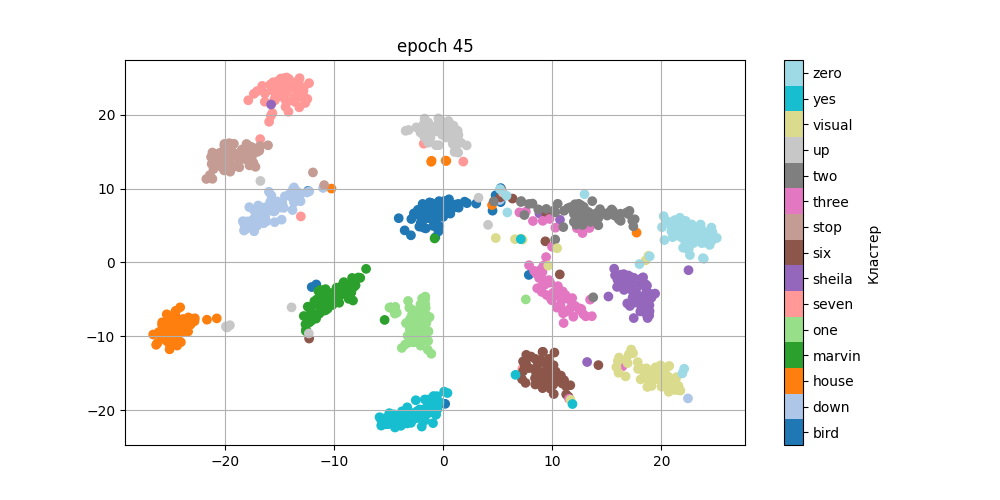 epoch 45
20
10
0
−10
−20
−20
−10
0
10
20
zero
yes
visual
up
two
three
stop
six
sheila
seven
one
marvin
house
down
bird
Кластер